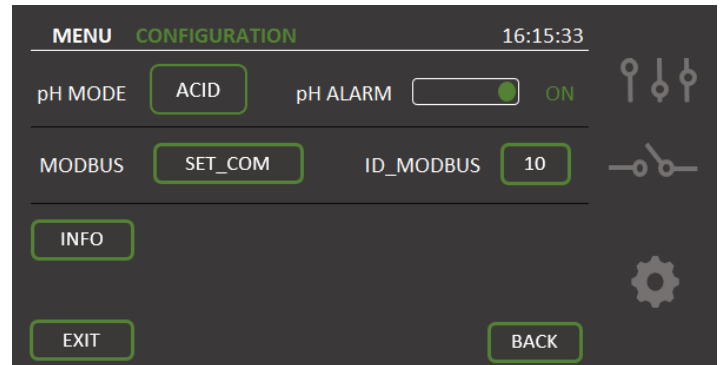 MENU CONFIGURATION 16:15:33
pH MODE ACID pH ALARM ON
MODBUS SET_COM ID_MODBUS 10
INFO
EXIT BACK